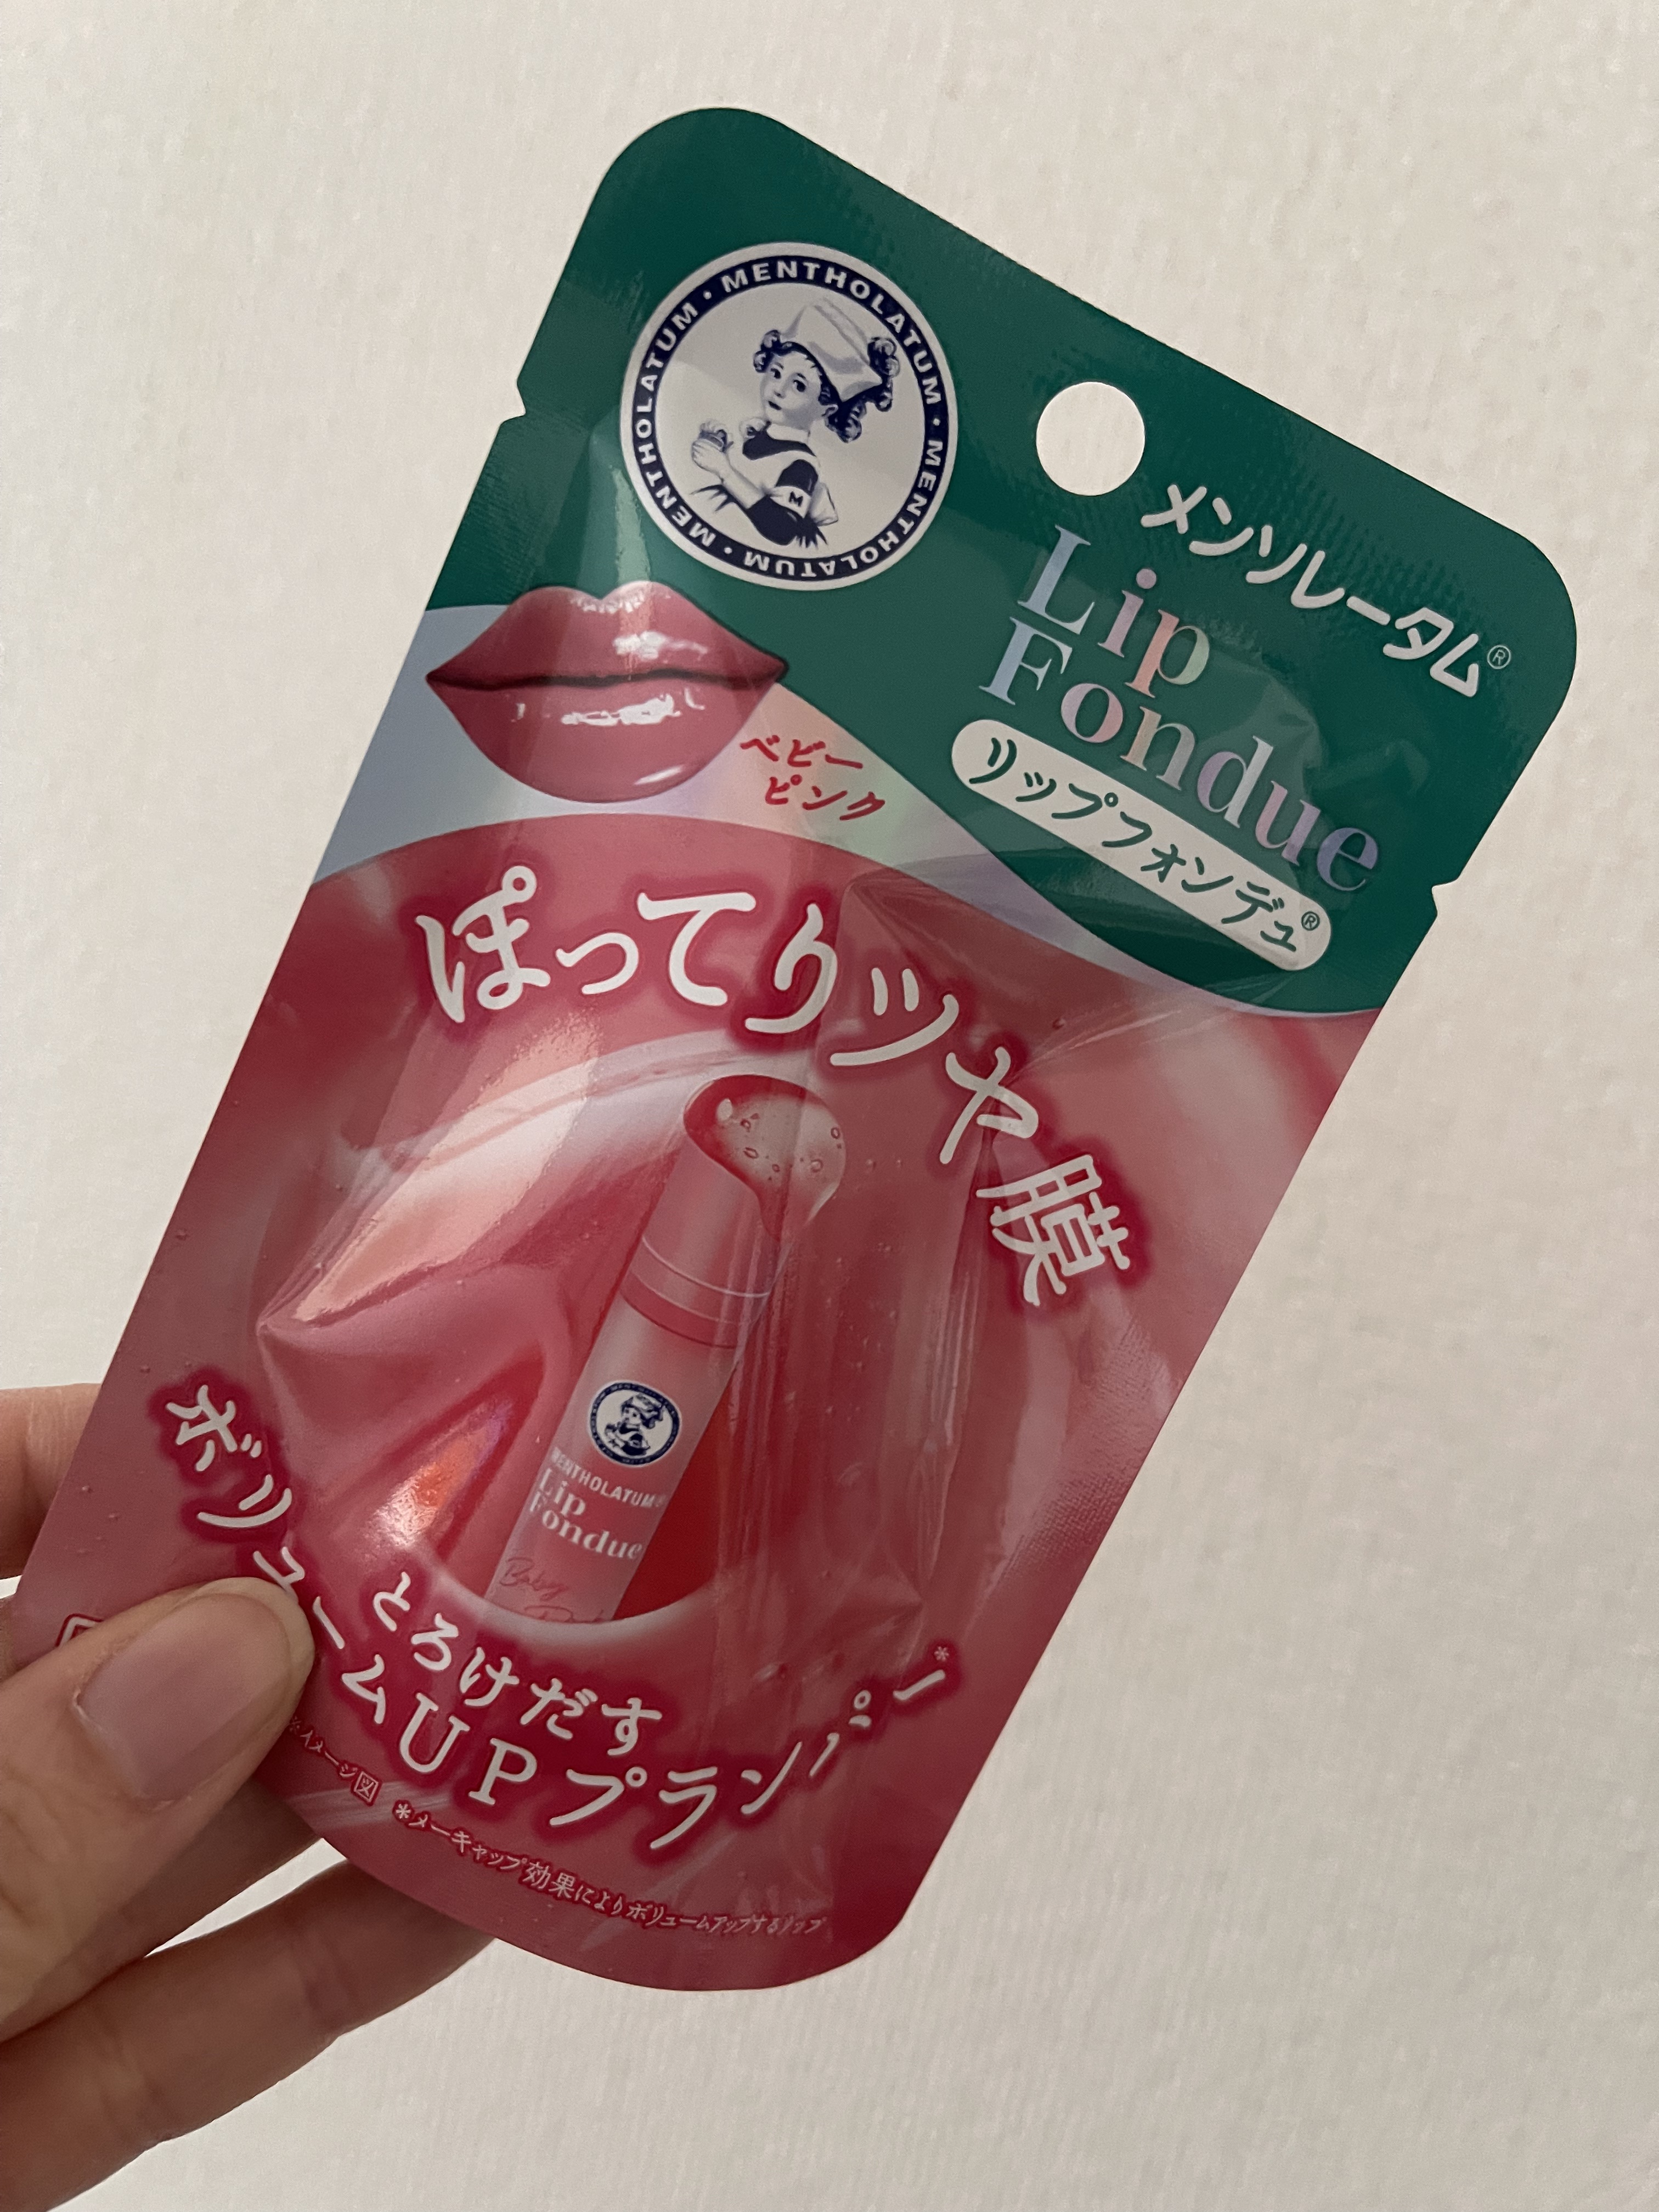 MENTHOLATUM・MENTHOLATUM・MENTHOLATUM・MENTHOLATUM・
M
メンソレータム®
Lip
Fondue
リップフォンデュ®
ベビー
ピンク
ぽってりツヤ膜
MENTHOLATUM®
Lip
Fondue
Baby
とろけだす
ボリュームUPプランパー*
※イメージ図
*メーキャップ効果によりボリュームアップするリップ